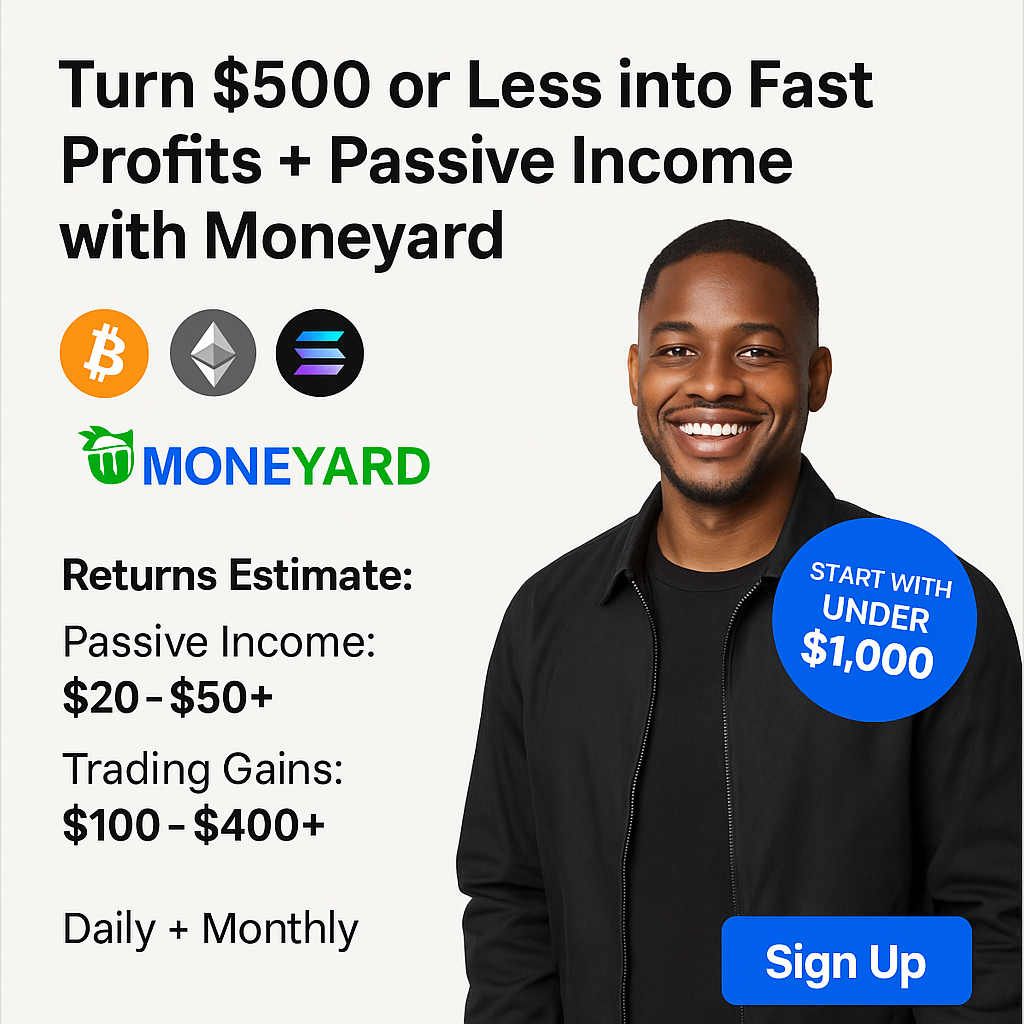 Turn $500 or Less into Fast
Profits + Passive Income
with Moneyard
MONEYARD
Returns Estimate:
Passive Income:
$20-$50+
Trading Gains:
$100-$400+
Daily + Monthly
START WITH
UNDER
$1,000
Sign Up